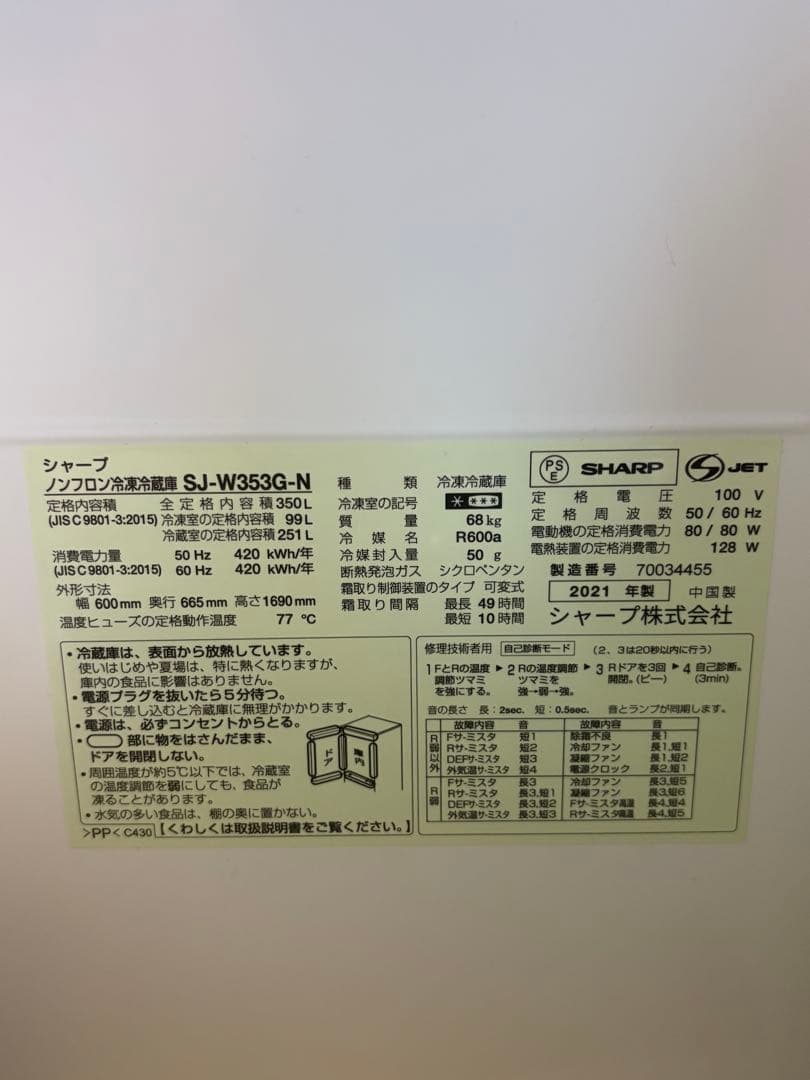 シャープ
ノンフロン冷凍冷蔵庫 SJ-W353G-N
定格内容積 全定格内容積 350 L
(JIS C 9801-3:2015) 冷凍室の定格内容積 99 L
冷蔵室の定格内容積 251 L
消費電力量 50 Hz 420 kWh/年
(JIS C 9801-3:2015) 60 Hz 420 kWh/年
外形寸法
幅 600mm 奥行 665mm 高さ1690mm
温度ヒューズの定格動作温度 77 ℃
種類 冷凍冷蔵庫
冷凍室の記号 * ***
質量 68 kg
冷媒名 R600a
冷媒封入量 50 g
断熱発泡ガス シクロペンタン
霜取り制御装置のタイプ 可変式
霜取り間隔 最長 49時間
最短 10時間
PS
E
SHARP
S JET
定格電圧 100 V
定格周波数 50 / 60 Hz
電動機の定格消費電力 80 / 80 W
電熱装置の定格消費電力 128 W
製造番号 70034455
2021 年製 中国製
シャープ株式会社
・冷蔵庫は、表面から放熱しています。
使いはじめや夏場は、特に熱くなりますが、
庫内の食品に影響はありません。
・電源プラグを抜いたら5分待つ。
すぐに差し込むと冷蔵庫に無理がかかります。
・電源は、必ずコンセントからとる。
・ 部に物をはさんだまま、
ドアを開閉しない。
・周囲温度が約5℃以下では、冷蔵室
の温度調節を弱にしても、食品が
凍ることがあります。
・水気の多い食品は、棚の奥に置かない。
ドア
庫内
>PP< C430 【くわしくは取扱説明書をご覧ください。】
修理技術者用 自己診断モード (2、3は20秒以内に行う)
1 FとRの温度調節ツマミを強にする。 ▶ 2 Rの温度調節ツマミを強→弱→強。 ▶ 3 Rドアを3回開閉。(ピー) ▶ 4 自己診断。(3min)
音の長さ 長:2sec. 短:0.5sec. 音とランプが同期します。
故障内容 音 故障内容 音
R弱以外
Fサーミスタ 短1 除霜不良 長1
Rサーミスタ 短2 冷却ファン 長1,短1
DEFサーミスタ 短3 凝縮ファン 長1,短2
外気温サーミスタ 短4 電源クロック 長2,短1
R弱
Fサーミスタ 長3 冷却ファン 長3,短5
Rサーミスタ 長3,短1 凝縮ファン 長3,短6
DEFサーミスタ 長3,短2 Fサーミスタ高温 長4,短4
外気温サーミスタ 長3,短3 Rサーミスタ高温 長4,短5